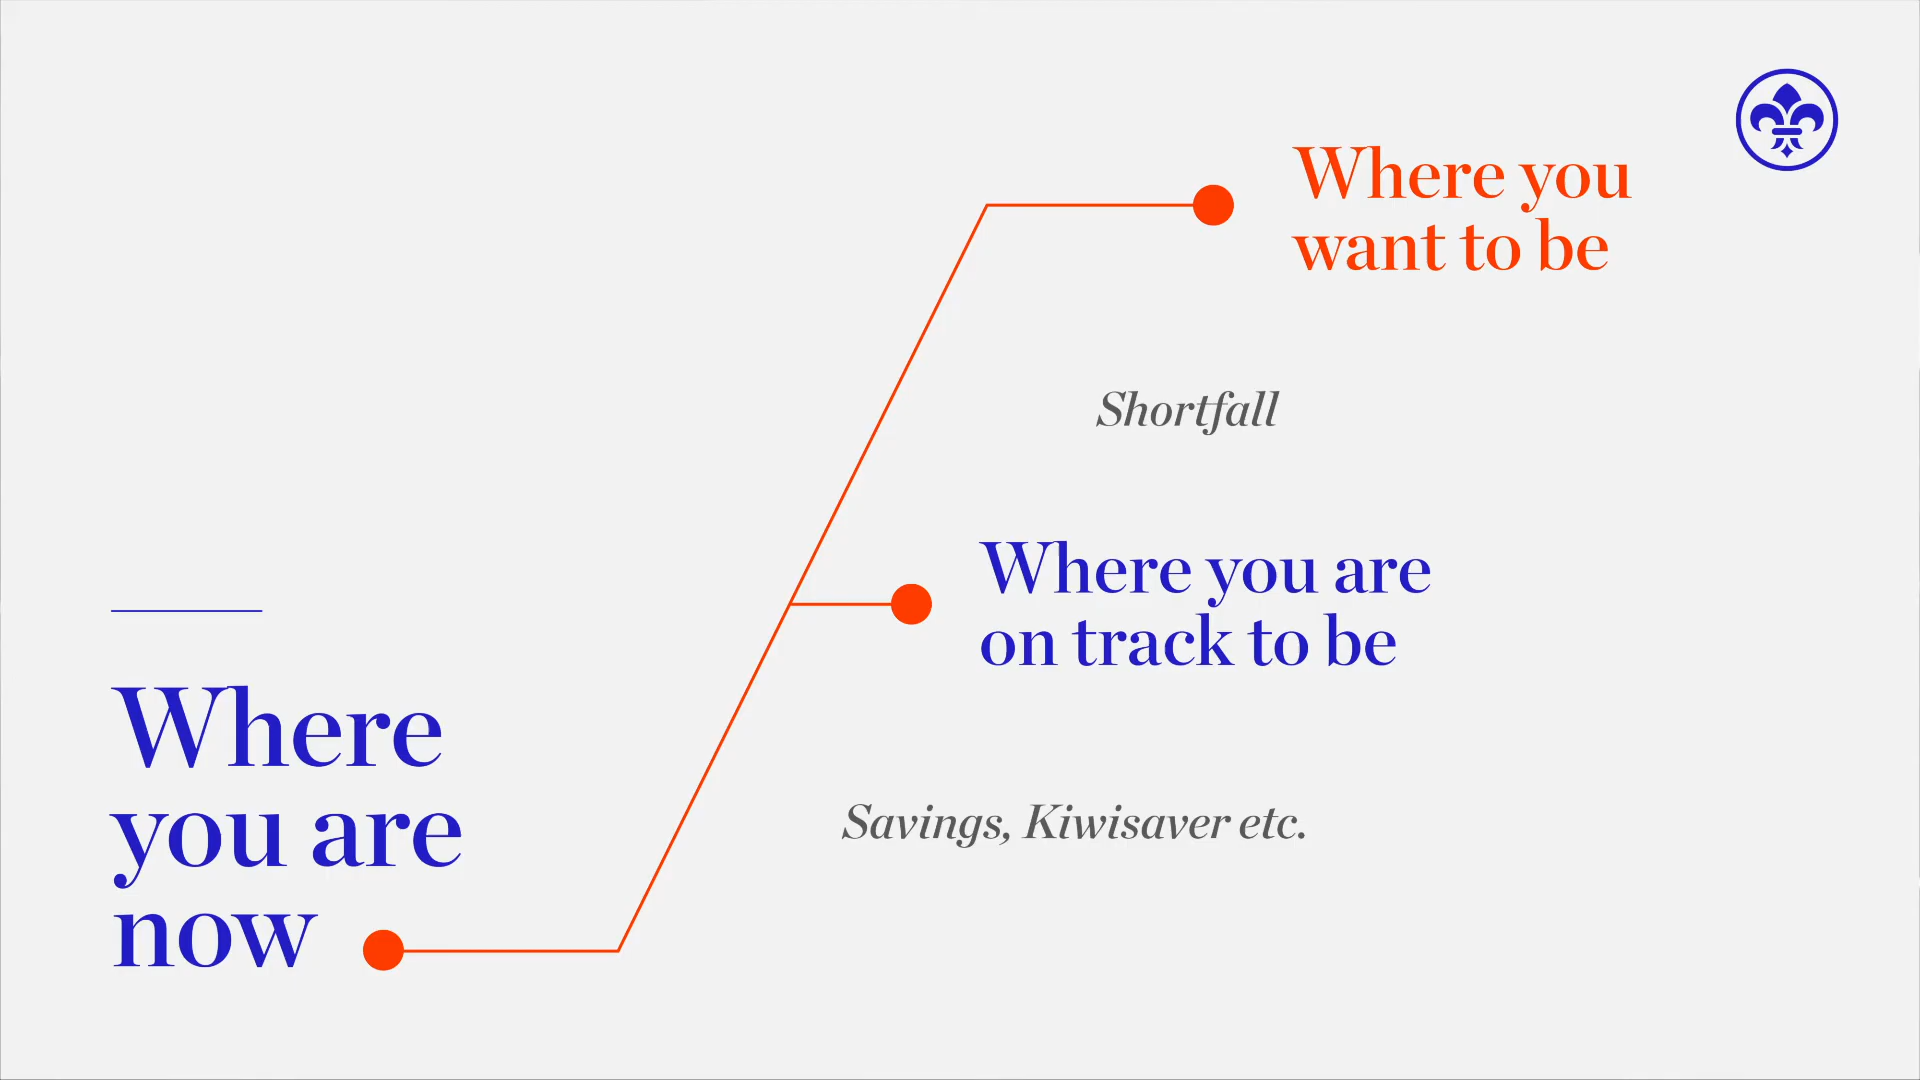 Where you
want to be
Shortfall
Where you are
on track to be
Savings, Kiwisaver etc.
Where
you are
now